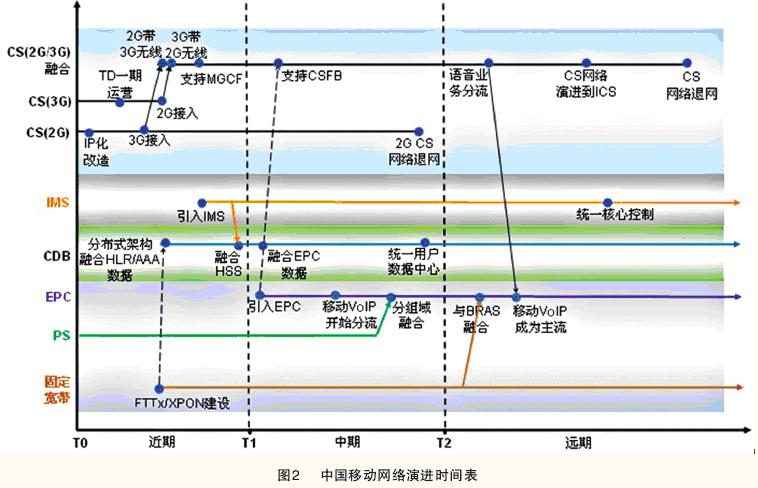 2G带
3G无线
3G带
2G无线
CS(2G/3G)
融合
支持MGCF
支持CSFB
语音业
务分流
CS网络
演进到ICS
CS
网络退网
TD一期
运营
CS(3G)
2G接入
CS(2G)
IP化
改造
3G接入
2G CS
网络退网
IMS
引入IMS
统一核心控制
CDB
分布式架构
融合HLR/AAA
数据
融合
HSS
融合EPC
数据
统一用户
数据中心
EPC
引入EPC
移动VoIP
开始分流
分组域
融合
与BRAS
融合
移动VoIP
成为主流
PS
固定
宽带
FTTx/XPON建设
T0 近期 T1 中期 T2 远期
图2 中国移动网络演进时间表